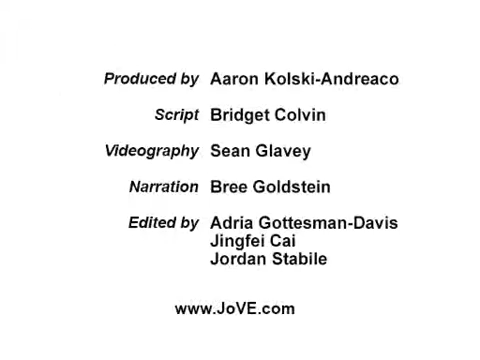 Produced by Aaron Kolski-Andreaco
Script Bridget Colvin
Videography Sean Glavey
Narration Bree Goldstein
Edited by Adria Gottesman-Davis
Jingfei Cai
Jordan Stabile
www.JoVE.com